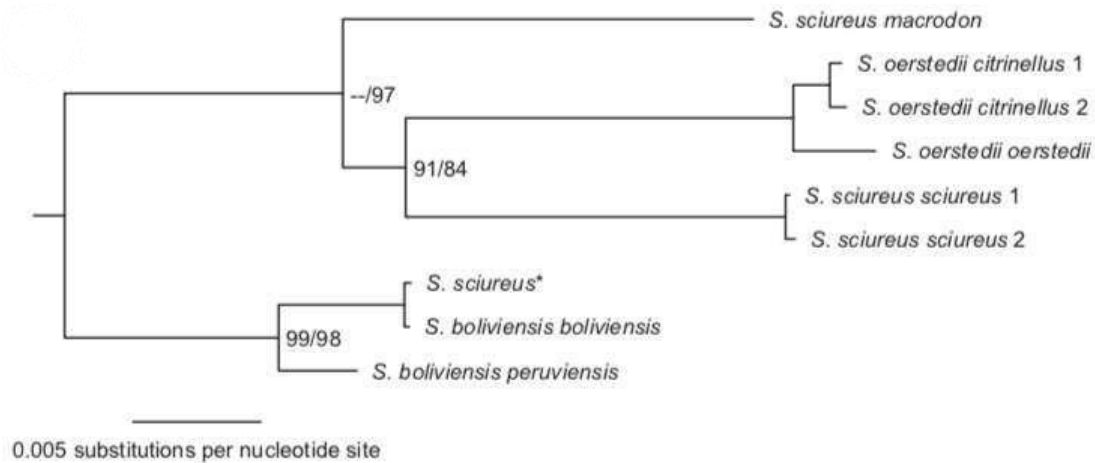 S. sciureus macrodon
S. oerstedii citrinellus 1
--/97
S. oerstedii citrinellus 2
S. oerstedii oerstedii
91/84
S. sciureus sciureus 1
S. sciureus sciureus 2
S. sciureus*
S. boliviensis boliviensis
99/98
S. boliviensis peruviensis
0.005 substitutions per nucleotide site